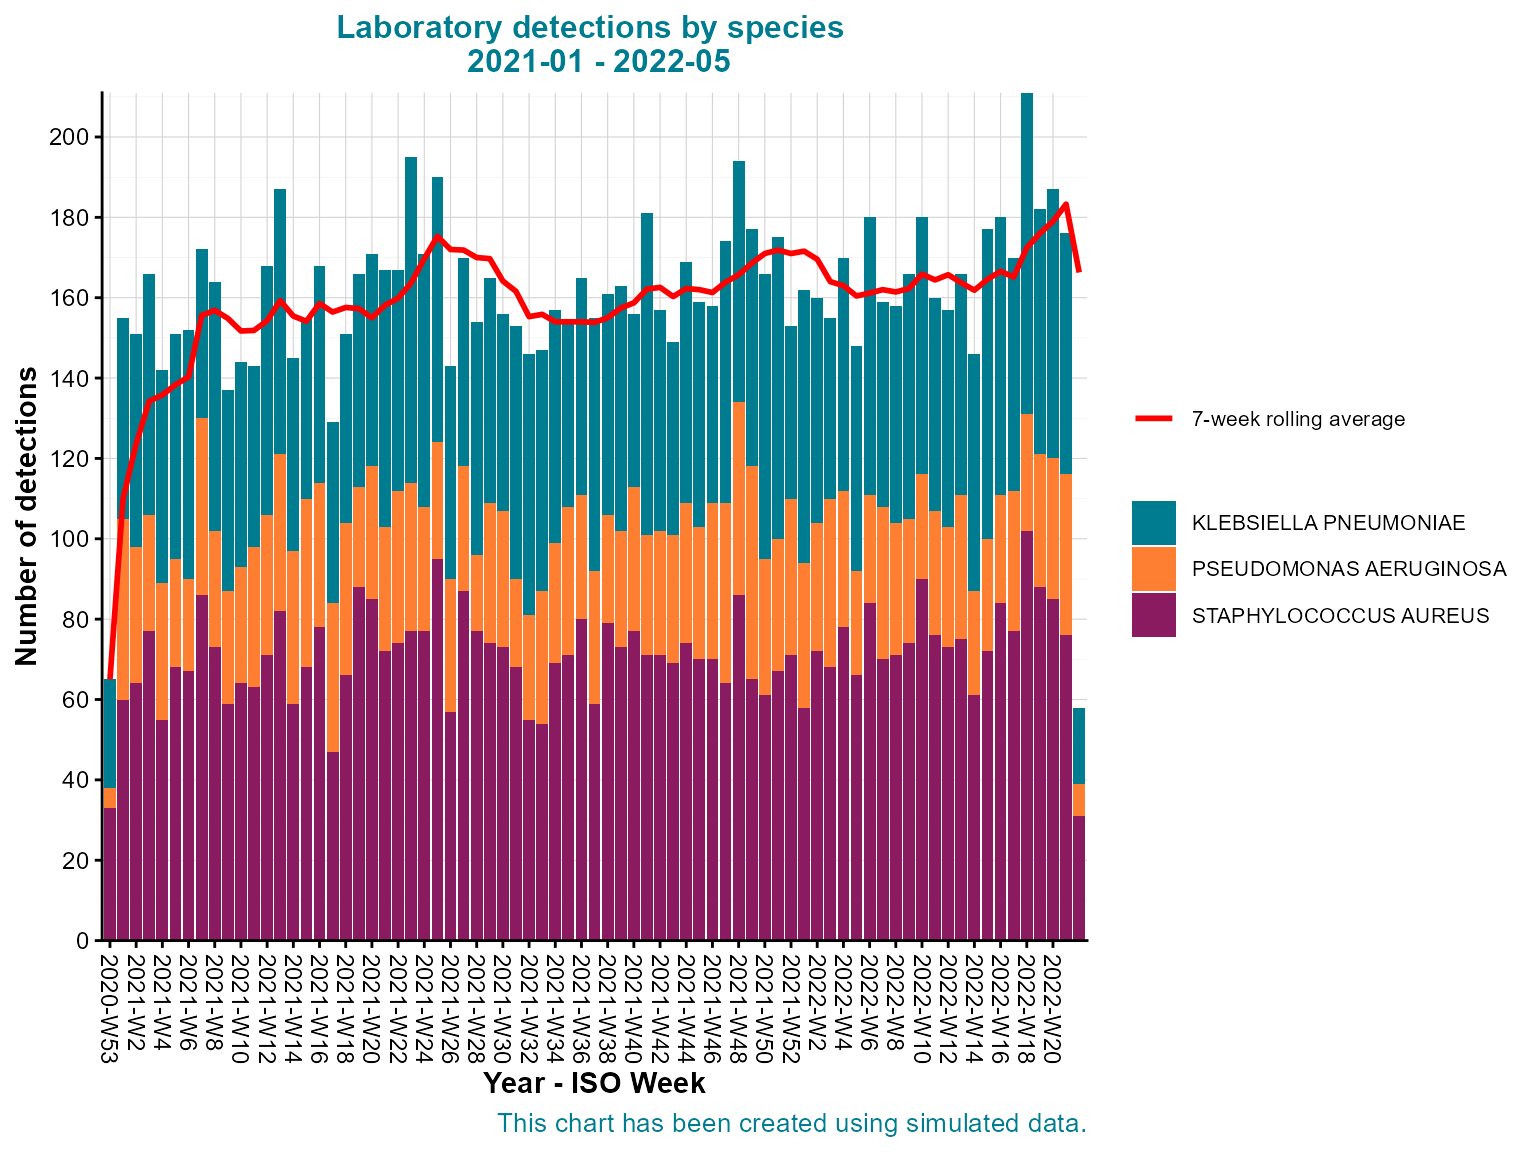 Laboratory detections by species
2021-01 - 2022-05
Number of detections
200
180
160
140
120
100
80
60
40
20
0
2020-W53
2021-W2
2021-W4
2021-W6
2021-W8
2021-W10
2021-W12
2021-W14
2021-W16
2021-W18
2021-W20
2021-W22
2021-W24
2021-W26
2021-W28
2021-W30
2021-W32
2021-W34
2021-W36
2021-W38
2021-W40
2021-W42
2021-W44
2021-W46
2021-W48
2021-W50
2021-W52
2022-W2
2022-W4
2022-W6
2022-W8
2022-W10
2022-W12
2022-W14
2022-W16
2022-W18
2022-W20
Year - ISO Week
7-week rolling average
KLEBSIELLA PNEUMONIAE
PSEUDOMONAS AERUGINOSA
STAPHYLOCOCCUS AUREUS
This chart has been created using simulated data.